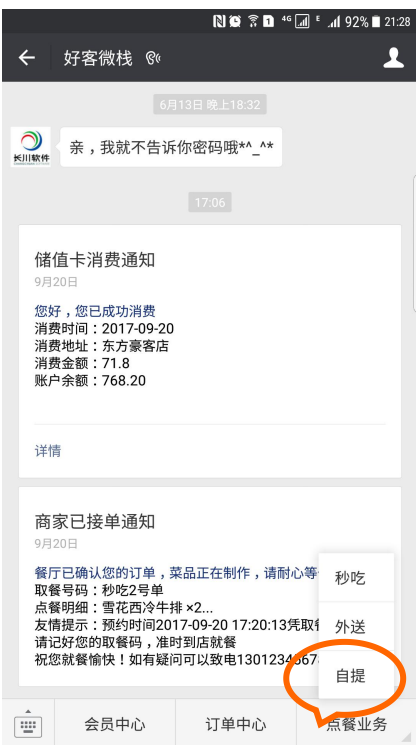 4G E 92% 21:28
好客微栈
6月13日 晚上18:32
长川软件
亲，我就不告诉你密码哦*^_^*
17:06
储值卡消费通知
9月20日
您好，您已成功消费
消费时间：2017-09-20
消费地址：东方豪客店
消费金额：71.8
账户余额：768.20
详情
商家已接单通知
9月20日
餐厅已确认您的订单，菜品正在制作，请耐心等
取餐号码：秒吃2号单
点餐明细：雪花西冷牛排 ×2...
友情提示：预约时间2017-09-20 17:20:13凭取
请记好您的取餐码，准时到店就餐
祝您就餐愉快！如有疑问可以致电130123
秒吃
外送
自提
会员中心
订单中心
点餐业务